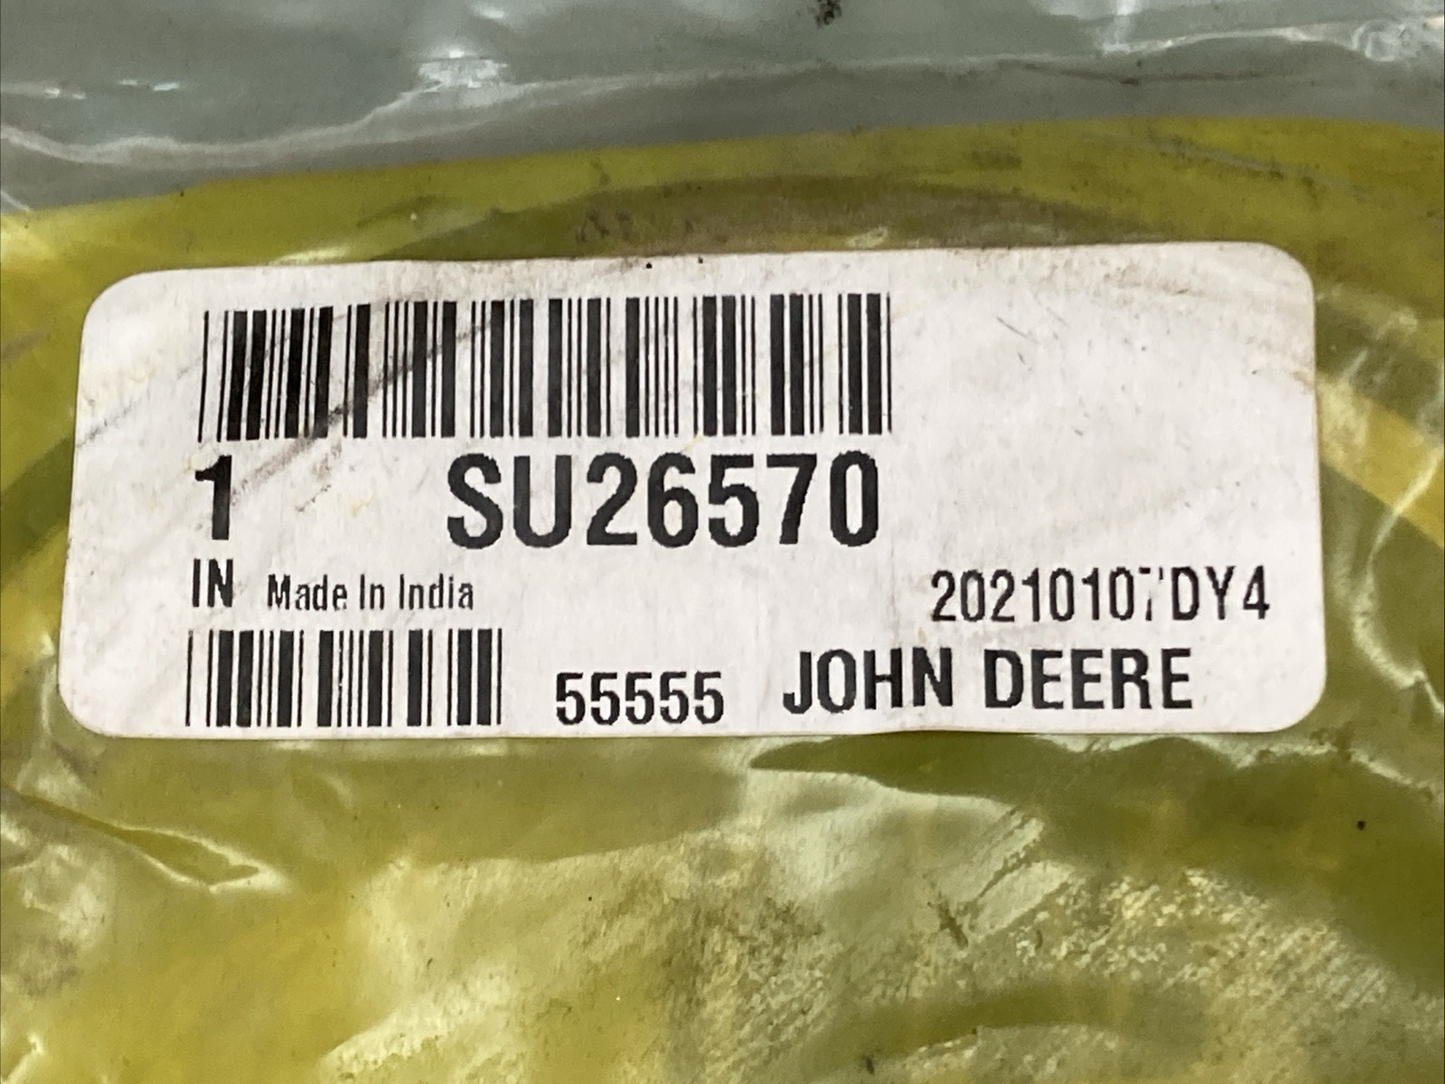 1 SU26570
IN Made In India
20210107DY4
55555 JOHN DEERE